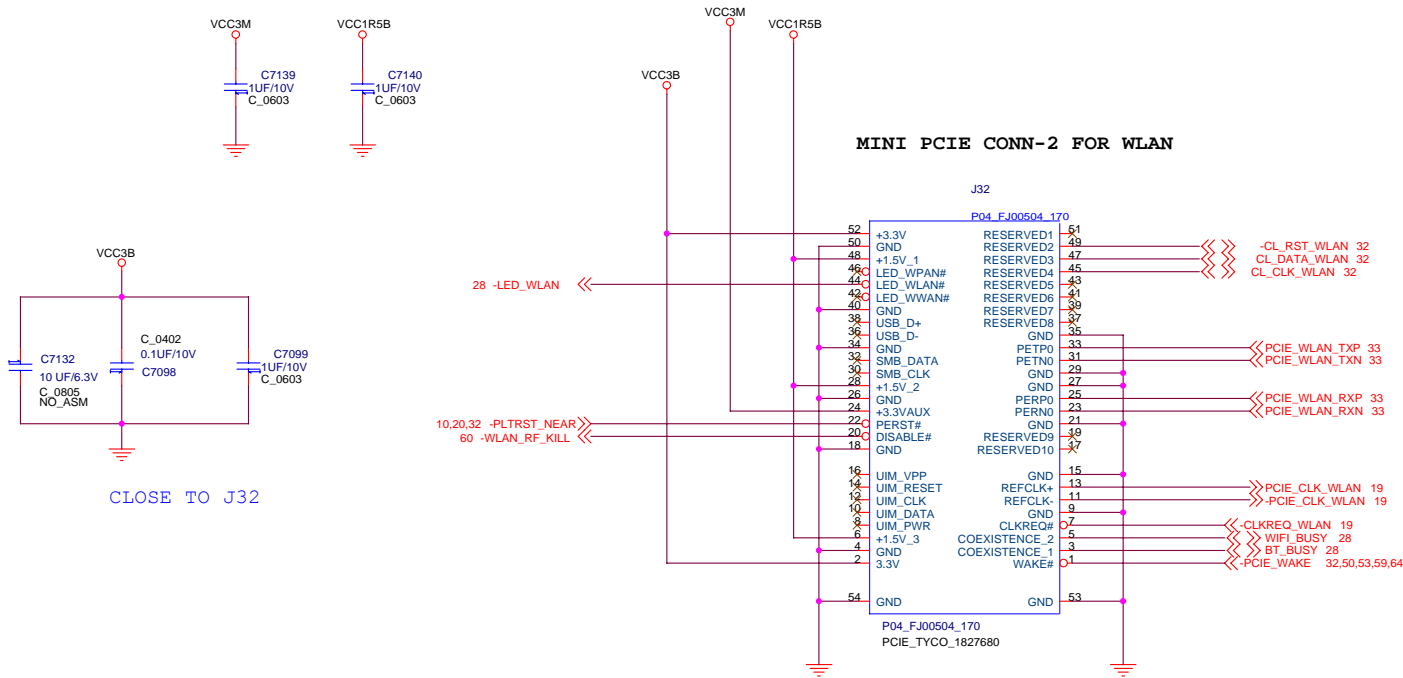 VCC3M
VCC1R5B
C7139
1UF/10V
C_0603
C7140
1UF/10V
C_0603
VCC3M
VCC1R5B
VCC3B
MINI PCIE CONN-2 FOR WLAN
J32
P04_FJ00504_170
52 +3.3V RESERVED1 51
50 GND RESERVED2 49 -CL_RST_WLAN 32
48 +1.5V_1 RESERVED3 47 CL_DATA_WLAN 32
46 LED_WPAN# RESERVED4 45 CL_CLK_WLAN 32
28 -LED_WLAN 44 LED_WLAN# RESERVED5 43
42 LED_WWAN# RESERVED6 41
40 GND RESERVED7 39
38 USB_D+ RESERVED8 37
36 USB_D- GND 35
34 GND PETP0 33 PCIE_WLAN_TXP 33
32 SMB_DATA PETN0 31 PCIE_WLAN_TXN 33
30 SMB_CLK GND 29
28 +1.5V_2 GND 27
26 GND PERP0 25 PCIE_WLAN_RXP 33
24 +3.3VAUX PERN0 23 PCIE_WLAN_RXN 33
10,20,32 -PLTRST_NEAR 22 PERST# GND 21
60 -WLAN_RF_KILL 20 DISABLE# RESERVED9 19
18 GND RESERVED10 17
16 UIM_VPP GND 15
14 UIM_RESET REFCLK+ 13 PCIE_CLK_WLAN 19
12 UIM_CLK REFCLK- 11 -PCIE_CLK_WLAN 19
10 UIM_DATA GND 9
8 UIM_PWR CLKREQ# 7 -CLKREQ_WLAN 19
6 +1.5V_3 COEXISTENCE_2 5 WIFI_BUSY 28
4 GND COEXISTENCE_1 3 BT_BUSY 28
2 3.3V WAKE# 1 -PCIE_WAKE 32,50,53,59,64
54 GND GND 53
P04_FJ00504_170
PCIE_TYCO_1827680
VCC3B
C7132
10 UF/6.3V
C_0805
NO_ASM
C_0402
0.1UF/10V
C7098
C7099
1UF/10V
C_0603
CLOSE TO J32